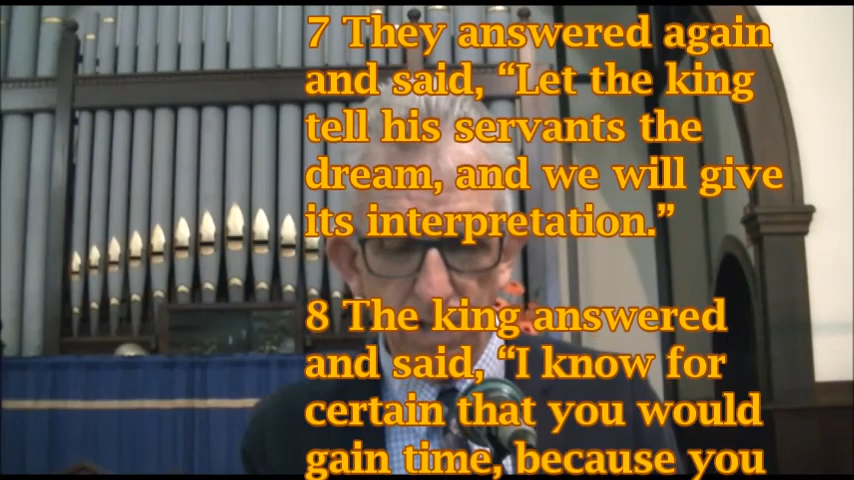 7 They answered again
and said, “Let the king
tell his servants the
dream, and we will give
its interpretation.”
8 The king answered
and said, “I know for
certain that you would
gain time, because you